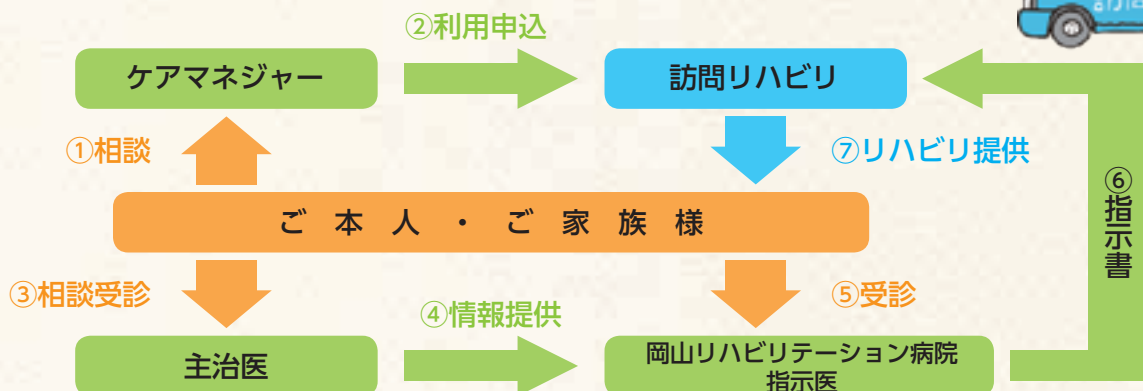 ②利用申込
ケアマネジャー
訪問リハビリ
①相談
⑦リハビリ提供
⑥指示書
ご本人・ご家族様
③相談受診
④情報提供
⑤受診
主治医
岡山リハビリテーション病院
指示医